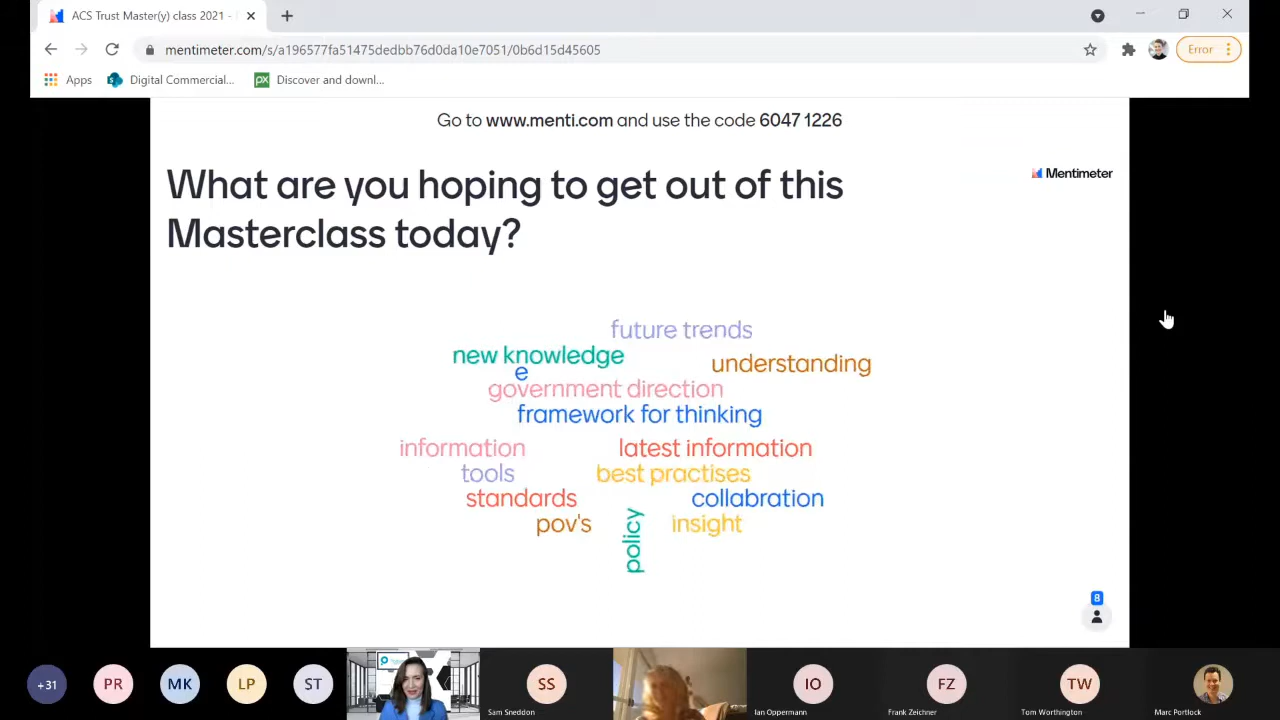 ACS Trust Master(y) class 2021 -
mentimeter.com/s/a196577fa51475dedbb76d0da10e7051/0b6d15d45605
Error
Apps
Digital Commercial...
px
Discover and downl...
Go to www.menti.com and use the code 6047 1226
What are you hoping to get out of this
Masterclass today?
Mentimeter
future trends
new knowledge
understanding
e
government direction
framework for thinking
information
latest information
tools
best practises
standards
collabration
pov's
policy
insight
8
+31
PR
MK
LP
ST
SS
Sam Sneddon
IO
Ian Oppermann
FZ
Frank Zeichner
TW
Tom Worthington
Marc Portlock